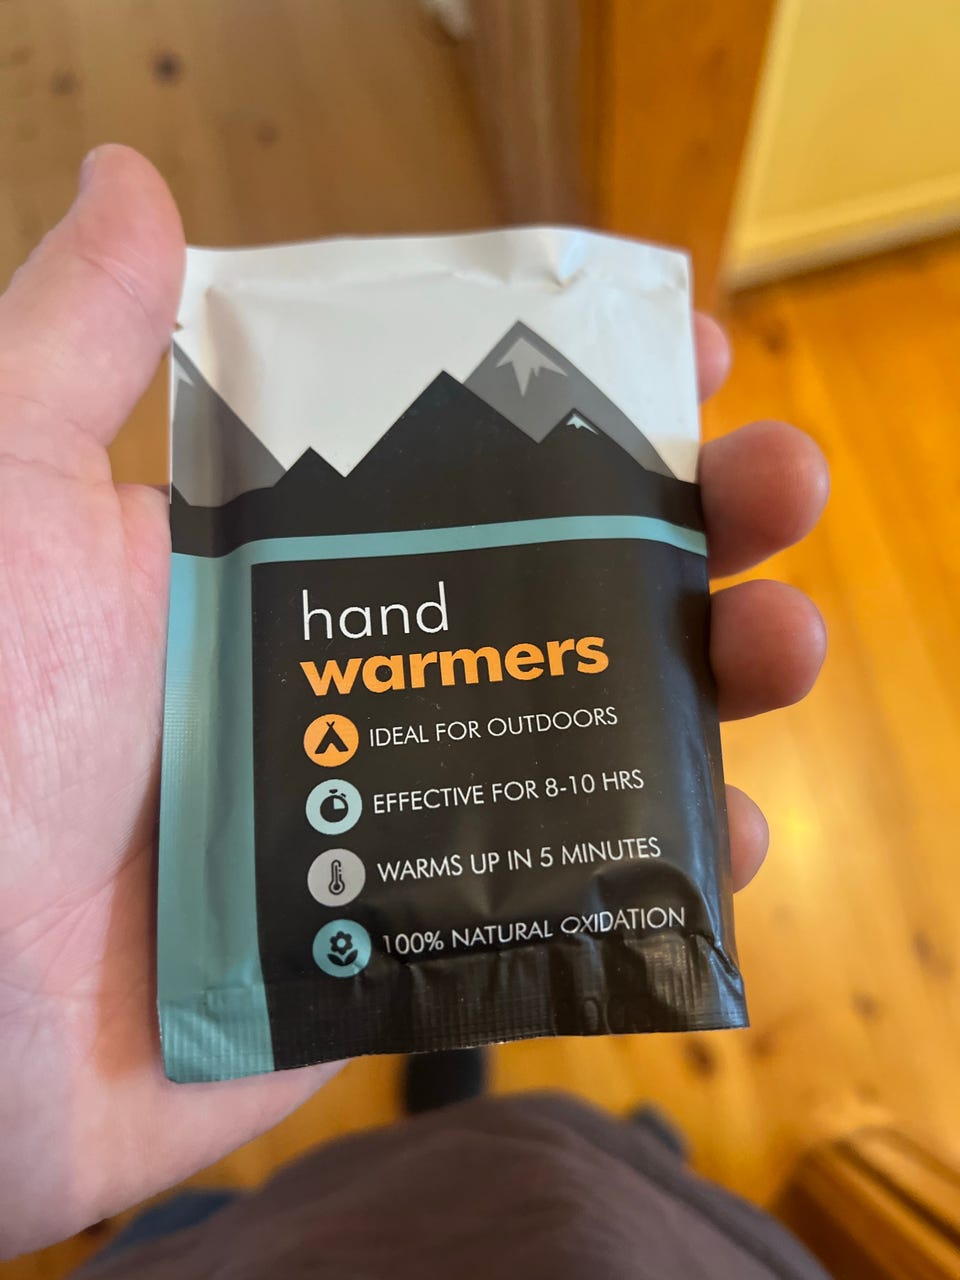 hand
warmers
IDEAL FOR OUTDOORS
EFFECTIVE FOR 8-10 HRS
WARMS UP IN 5 MINUTES
100% NATURAL OXIDATION